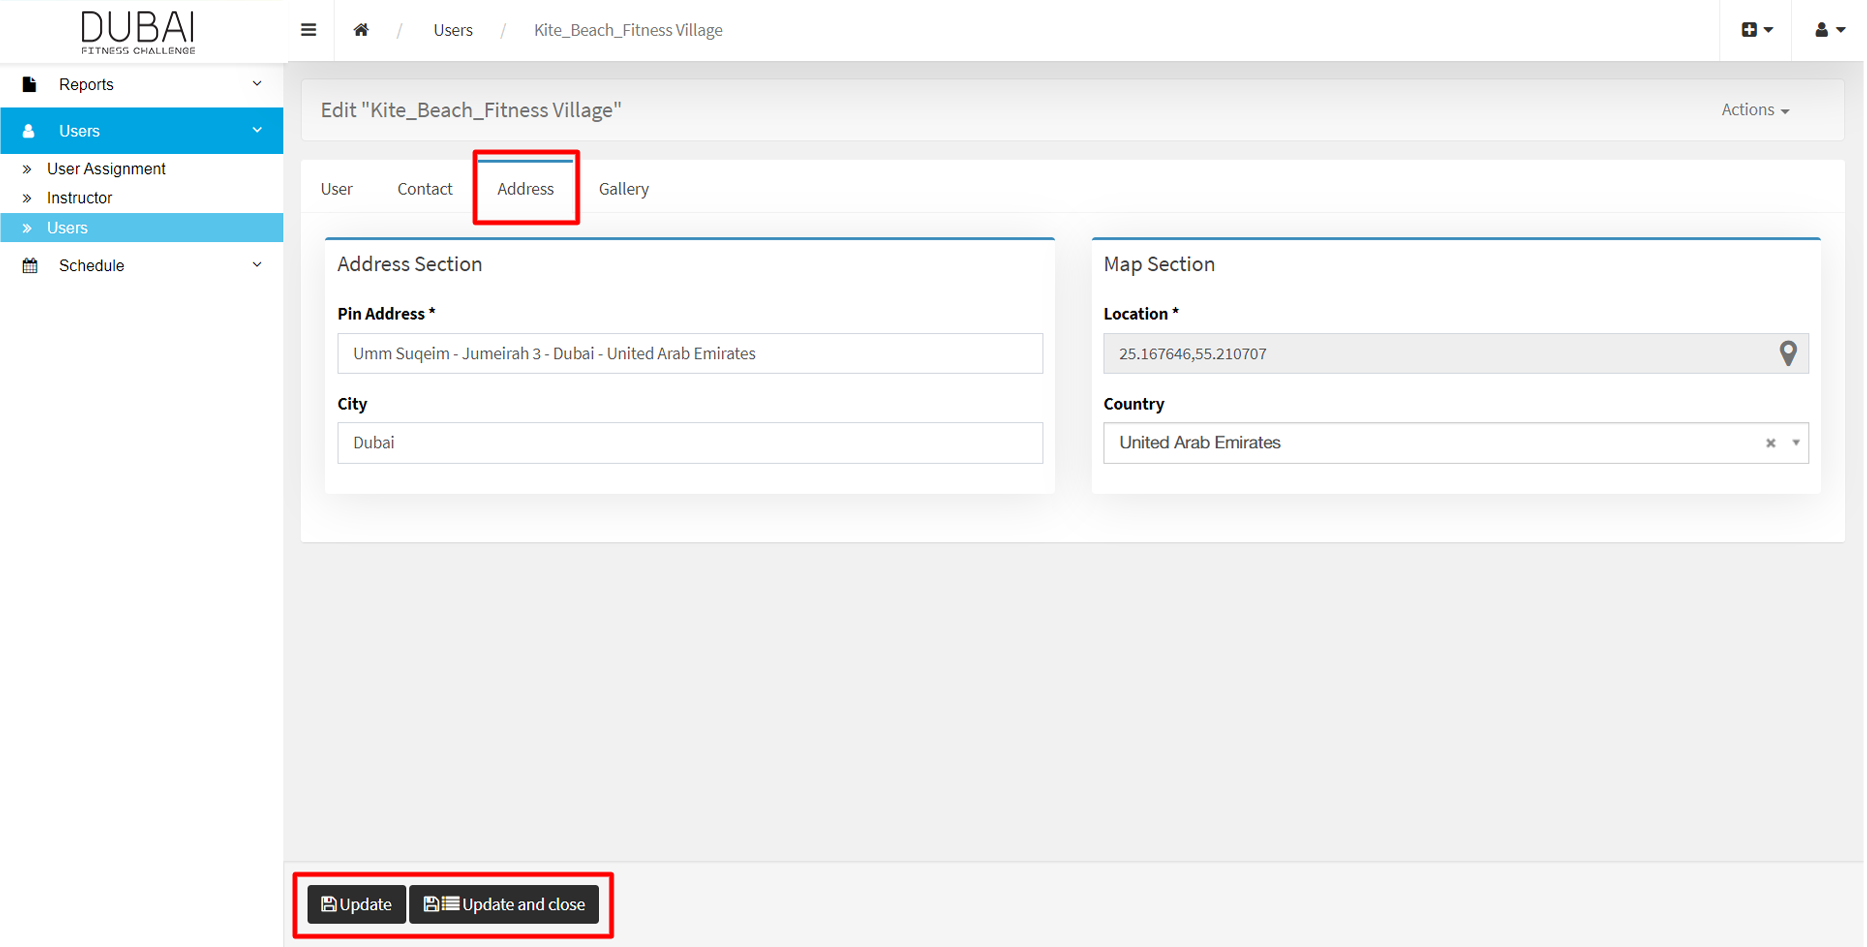 DUBAI
FITNESS CHALLENGE
/ Users / Kite_Beach_Fitness Village
Reports
Users
» User Assignment
» Instructor
» Users
Schedule
Edit "Kite_Beach_Fitness Village"
Actions
User Contact Address Gallery
Address Section
Pin Address *
Umm Suqeim - Jumeirah 3 - Dubai - United Arab Emirates
City
Dubai
Map Section
Location *
25.167646,55.210707
Country
United Arab Emirates
Update
Update and close